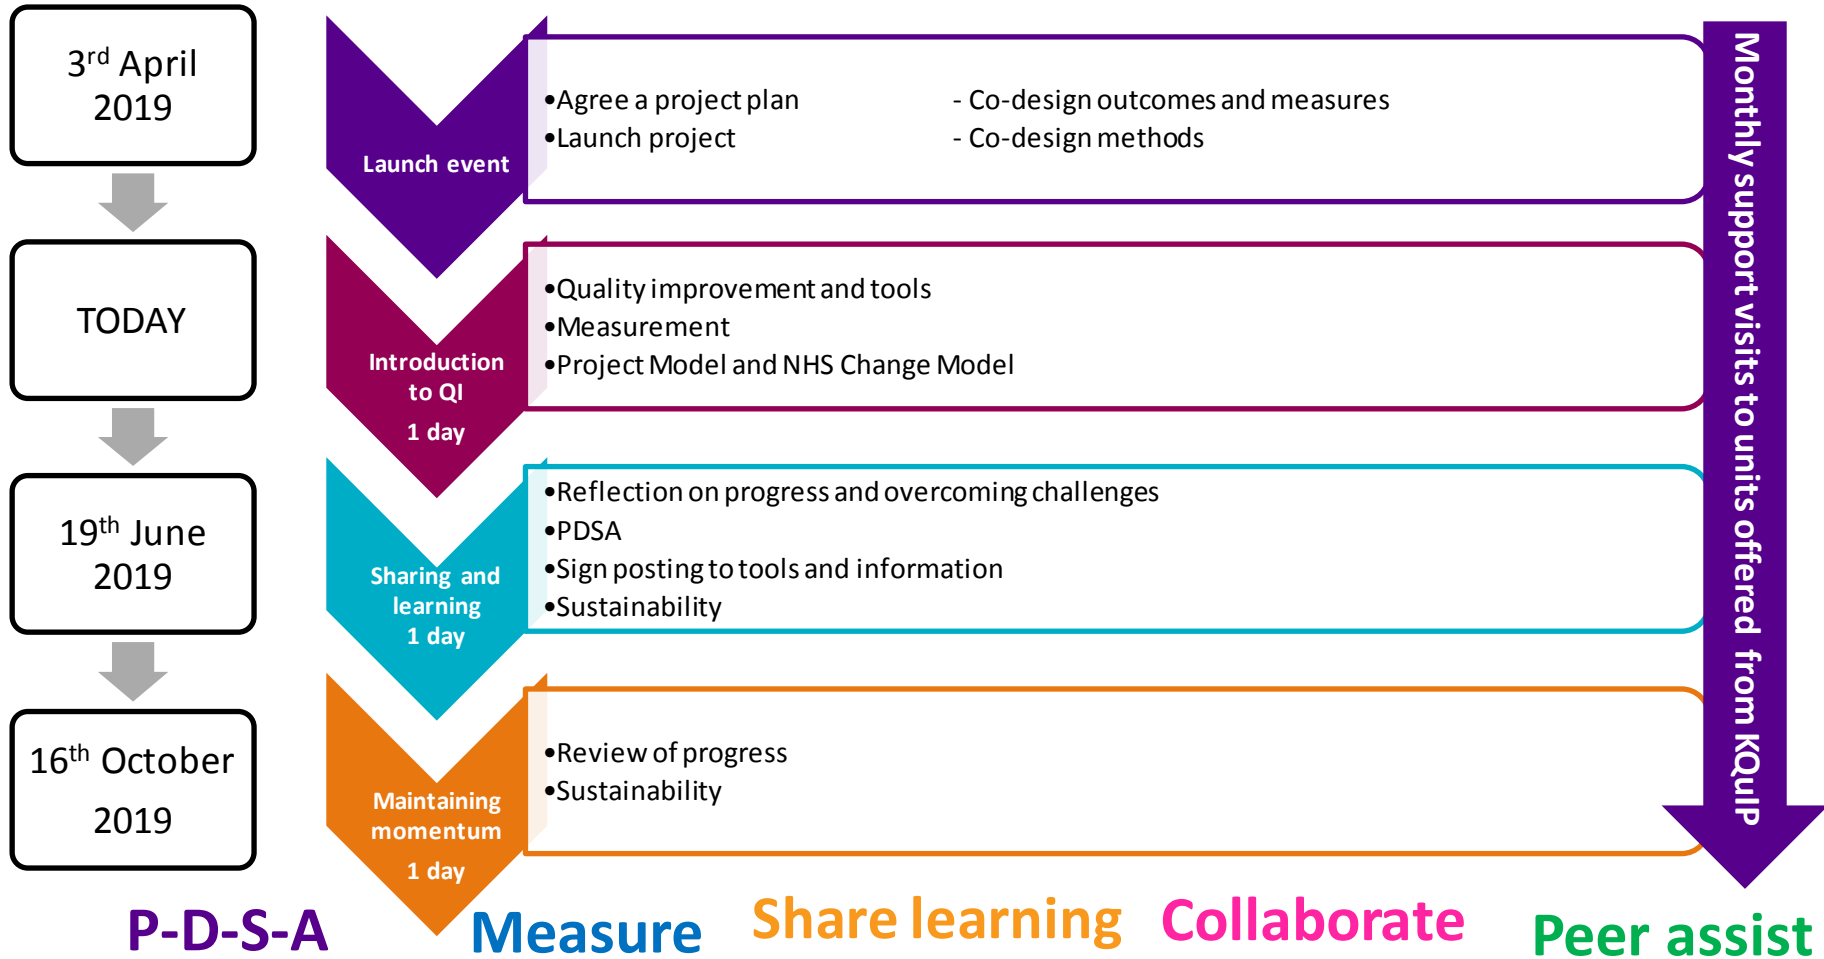 3rd April
2019
Launch event
•Agree a project plan - Co-design outcomes and measures
•Launch project - Co-design methods
TODAY
Introduction
to QI
1 day
•Quality improvement and tools
•Measurement
•Project Model and NHS Change Model
19th June
2019
Sharing and
learning
1 day
•Reflection on progress and overcoming challenges
•PDSA
•Sign posting to tools and information
•Sustainability
16th October
2019
Maintaining
momentum
1 day
•Review of progress
•Sustainability
Monthly support visits to units offered from KQuIP
P-D-S-A
Measure
Share learning
Collaborate
Peer assist